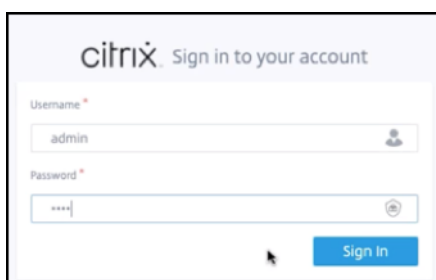 citrix. Sign in to your account
Username *
admin
Password *
••••
Sign In